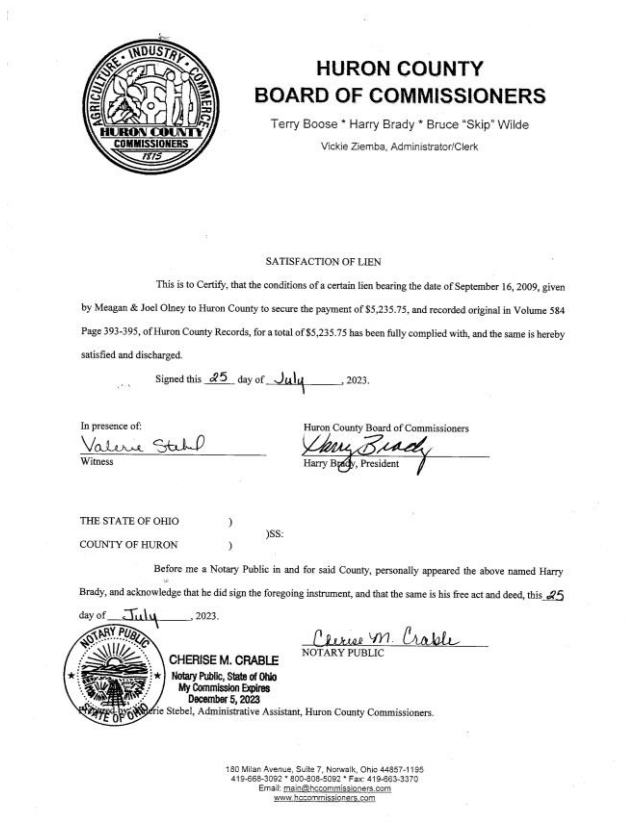 AGRICULTURE · INDUSTRY · COMMERCE
HURON COUNTY
COMMISSIONERS
1815
HURON COUNTY
BOARD OF COMMISSIONERS
Terry Boose * Harry Brady * Bruce "Skip" Wilde
Vickie Ziemba, Administrator/Clerk
SATISFACTION OF LIEN
This is to Certify, that the conditions of a certain lien bearing the date of September 16, 2009, given
by Meagan & Joel Olney to Huron County to secure the payment of $5,235.75, and recorded original in Volume 584
Page 393-395, of Huron County Records, for a total of $5,235.75 has been fully complied with, and the same is hereby
satisfied and discharged.
Signed this 25 day of July, 2023.
In presence of: Huron County Board of Commissioners
Valerie Stebel Harry Brady
Witness Harry Brady, President
THE STATE OF OHIO )
)SS:
COUNTY OF HURON )
Before me a Notary Public in and for said County, personally appeared the above named Harry
Brady, and acknowledge that he did sign the foregoing instrument, and that the same is his free act and deed, this 25
day of July, 2023.
Cherise M. Crable
NOTARY PUBLIC
NOTARY PUBLIC
STATE OF OHIO
CHERISE M. CRABLE
Notary Public, State of Ohio
My Commission Expires
December 5, 2023
Stebel, Administrative Assistant, Huron County Commissioners.
180 Milan Avenue, Suite 7, Norwalk, Ohio 44857-1195
419-668-3092 * 800-808-5092 * Fax: 419-663-3370
Email: main@hccommissioners.com
www.hccommissioners.com